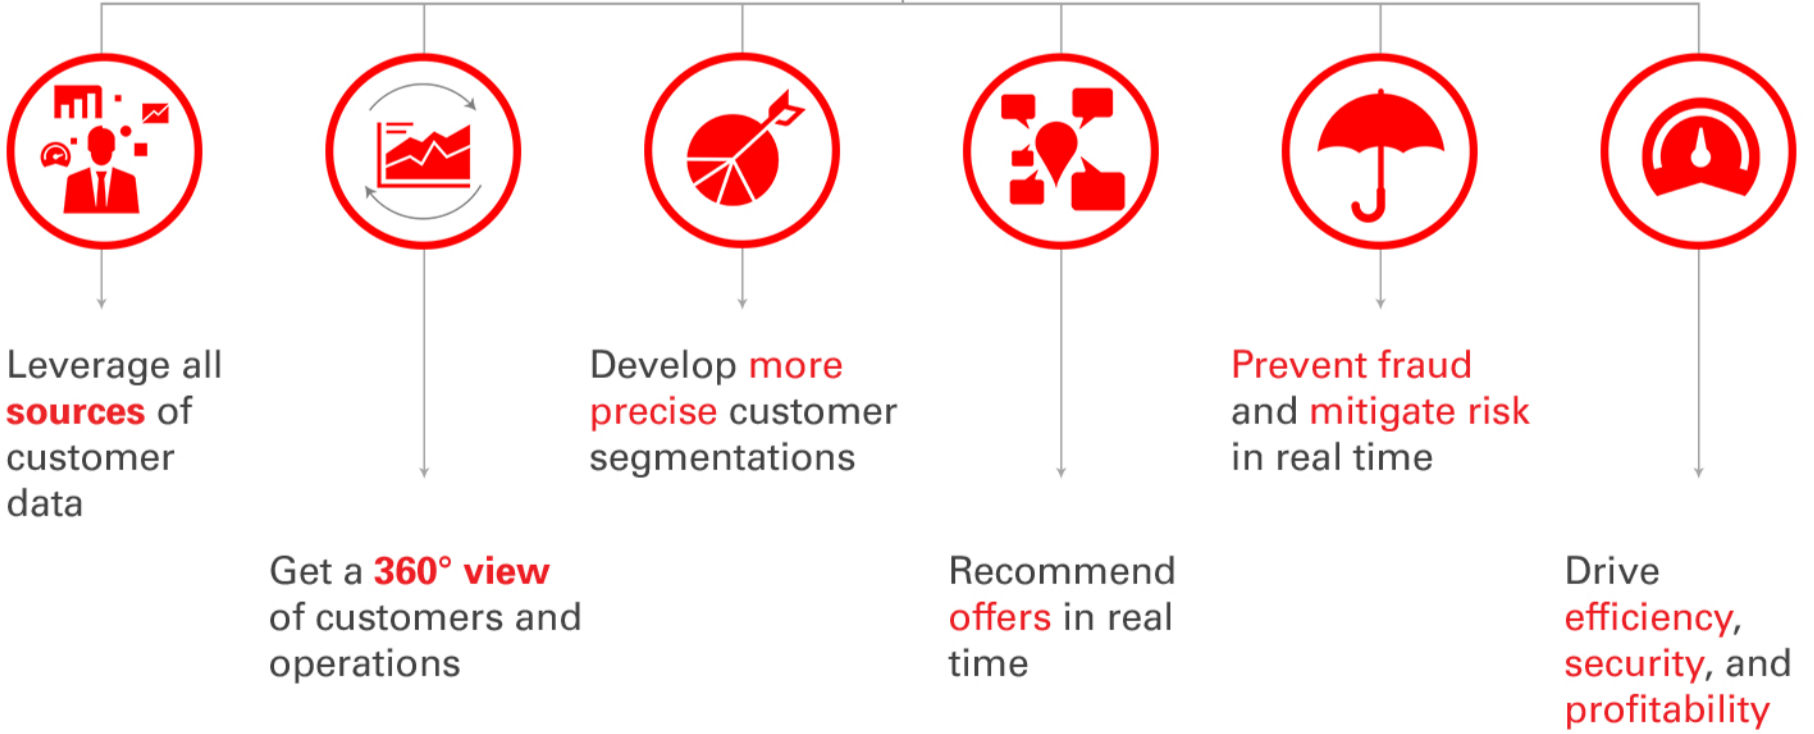 Leverage all
sources of
customer
data
Get a 360° view
of customers and
operations
Develop more
precise customer
segmentations
Recommend
offers in real
time
Prevent fraud
and mitigate risk
in real time
Drive
efficiency,
security, and
profitability